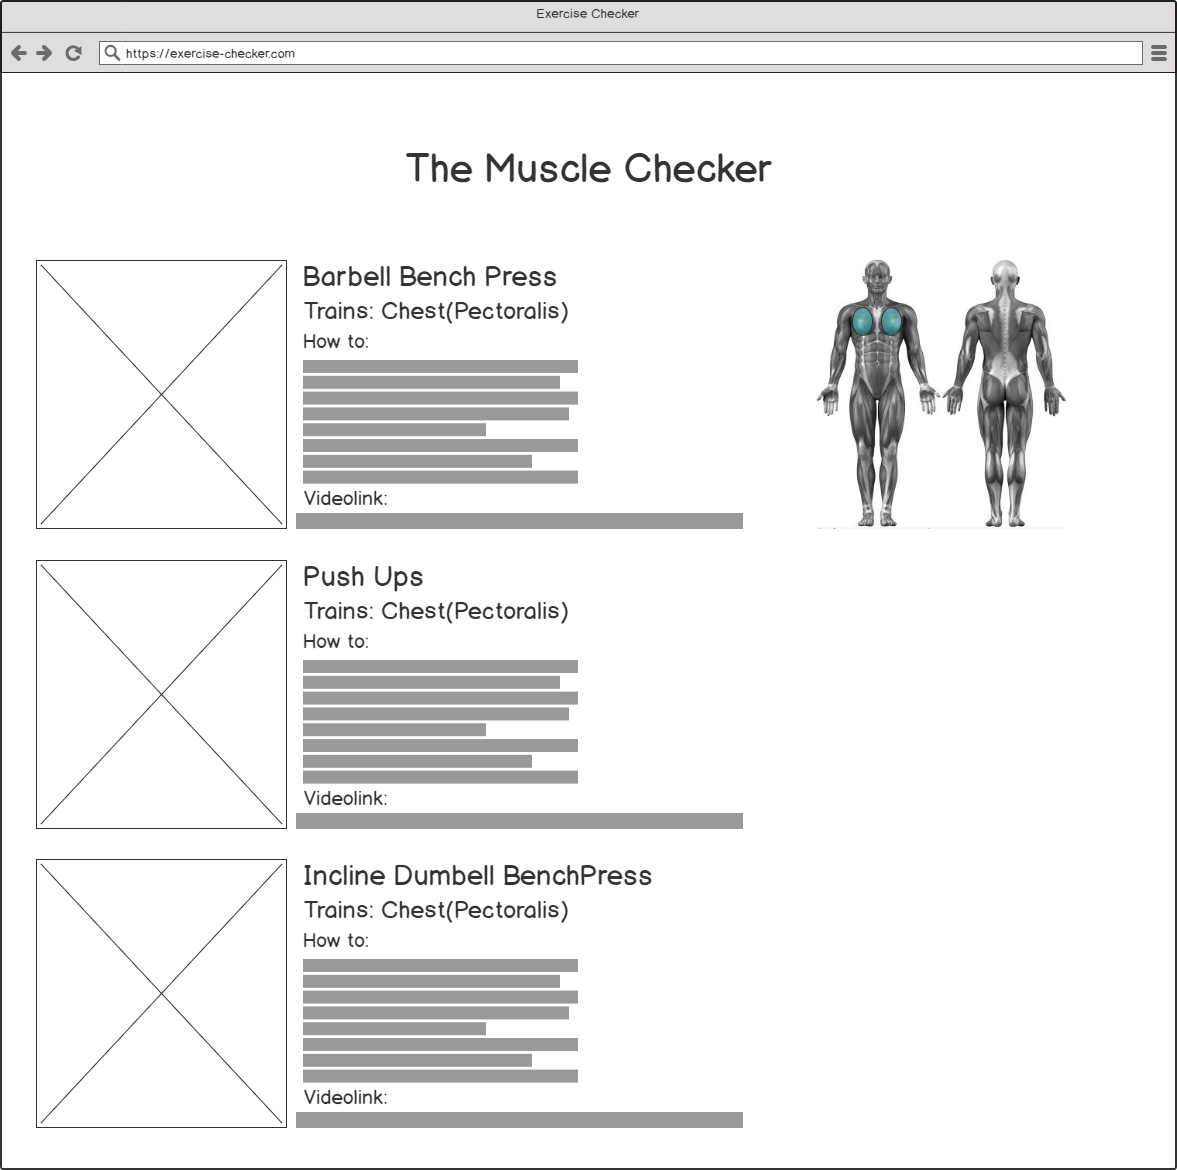 Exercise Checker
https://exercise-checker.com
The Muscle Checker
Barbell Bench Press
Trains: Chest(Pectoralis)
How to:
Videolink:
Push Ups
Trains: Chest(Pectoralis)
How to:
Videolink:
Incline Dumbell BenchPress
Trains: Chest(Pectoralis)
How to:
Videolink: